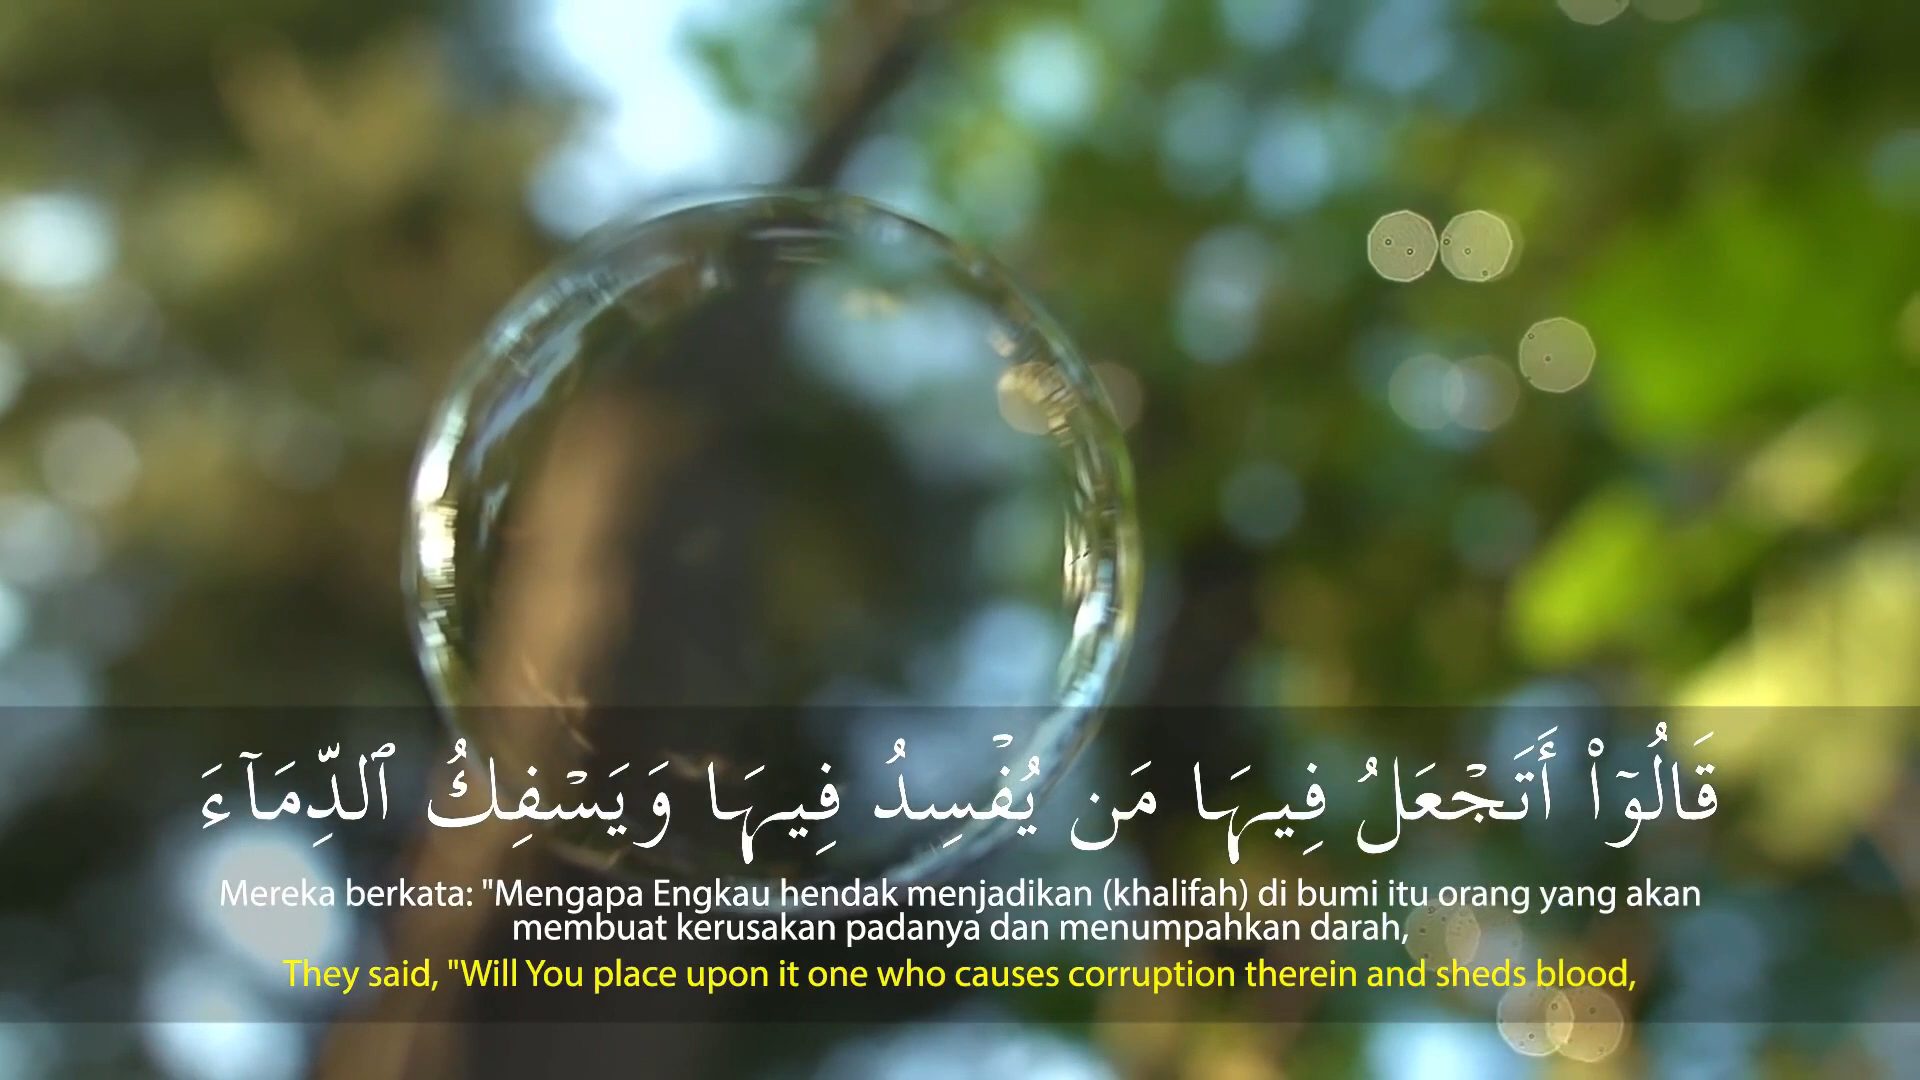 قَالُوٓا۟ أَتَجْعَلُ فِيهَا مَن يُفْسِدُ فِيهَا وَيَسْفِكُ ٱلدِّمَآءَ
Mereka berkata: "Mengapa Engkau hendak menjadikan (khalifah) di bumi itu orang yang akan
membuat kerusakan padanya dan menumpahkan darah,
They said, "Will You place upon it one who causes corruption therein and sheds blood,